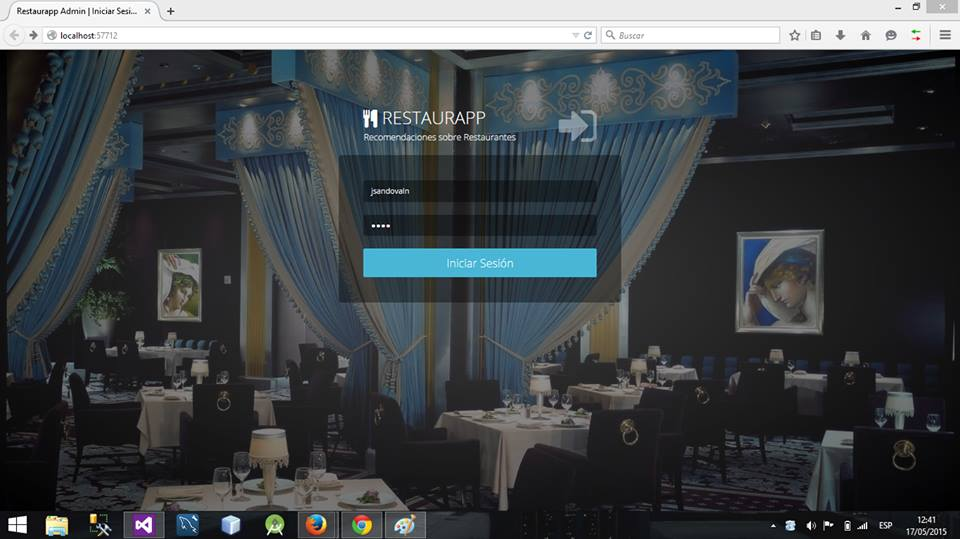 Restaurapp Admin | Iniciar Sesi...
localhost:57712
Buscar
RESTAURAPP
Recomendaciones sobre Restaurantes
jsandovaln
Iniciar Sesión
ESP
12:41
17/05/2015